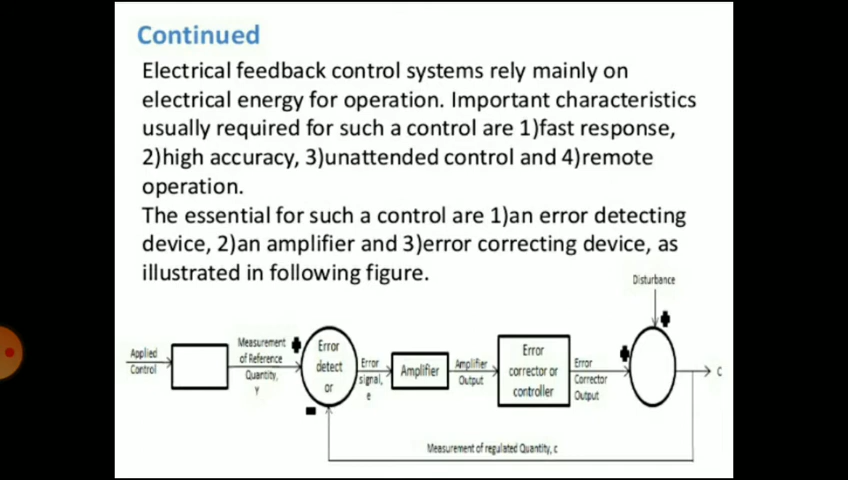 Continued
Electrical feedback control systems rely mainly on
electrical energy for operation. Important characteristics
usually required for such a control are 1)fast response,
2)high accuracy, 3)unattended control and 4)remote
operation.
The essential for such a control are 1)an error detecting
device, 2)an amplifier and 3)error correcting device, as
illustrated in following figure.
Disturbance
Applied
Control
Measurement
of Reference
Quantity,
Y
+
Error
detect
or
-
Error
signal,
e
Amplifier
Amplifier
Output
Error
corrector or
controller
Error
Corrector
Output
+
+
C
Measurement of regulated Quantity, c